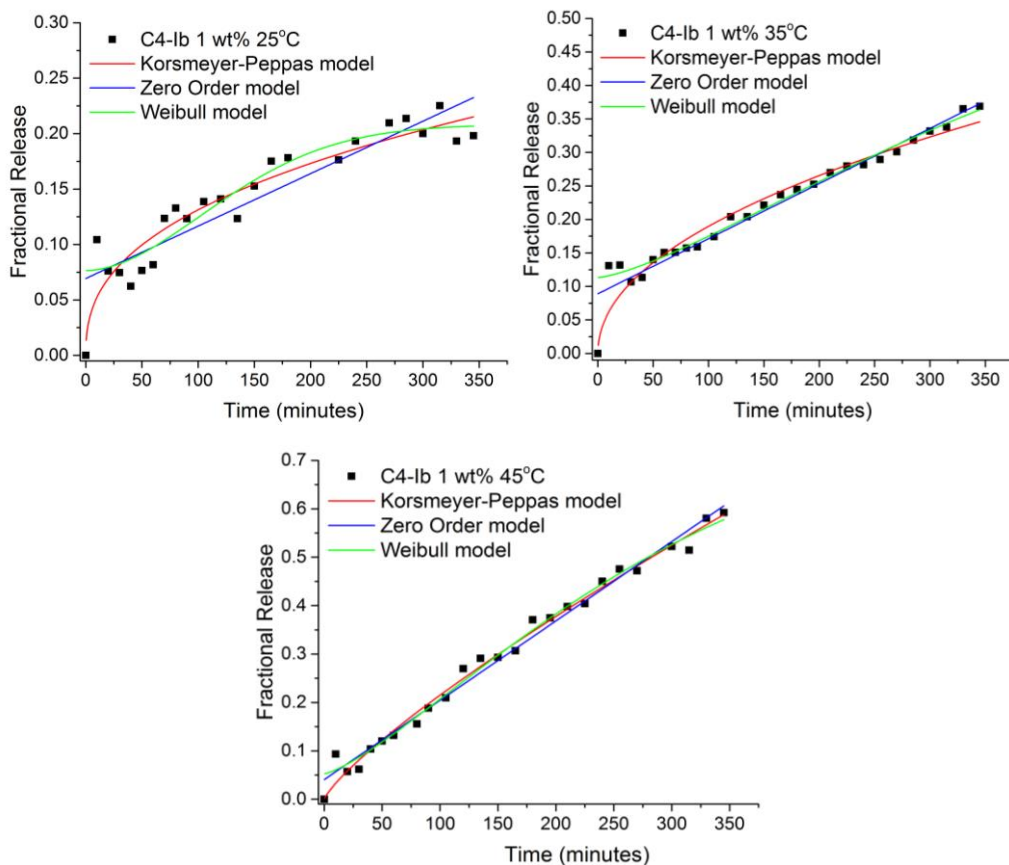 0.30
0.25
0.20
0.15
0.10
0.05
0.00
Fractional Release
C4-Ib 1 wt% 25°C
Korsmeyer-Peppas model
Zero Order model
Weibull model
0 50 100 150 200 250 300 350
Time (minutes)
0.50
0.45
0.40
0.35
0.30
0.25
0.20
0.15
0.10
0.05
0.00
Fractional Release
C4-Ib 1 wt% 35°C
Korsmeyer-Peppas model
Zero Order model
Weibull model
0 50 100 150 200 250 300 350
Time (minutes)
0.7
0.6
0.5
0.4
0.3
0.2
0.1
0.0
Fractional Release
C4-Ib 1 wt% 45°C
Korsmeyer-Peppas model
Zero Order model
Weibull model
0 50 100 150 200 250 300 350
Time (minutes)